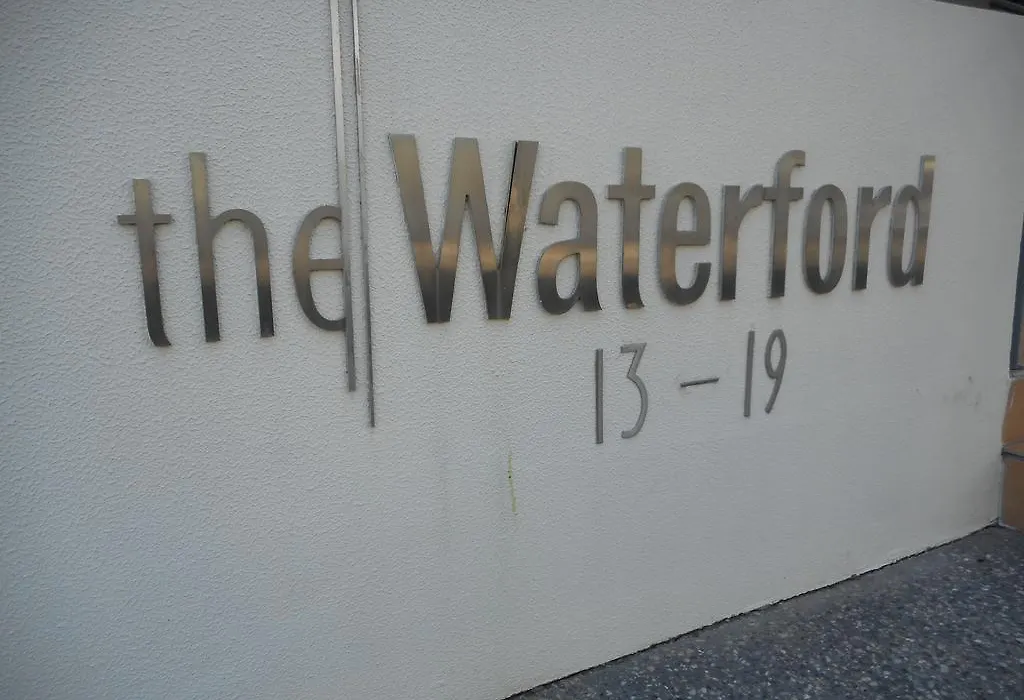 the Waterford
13 – 19